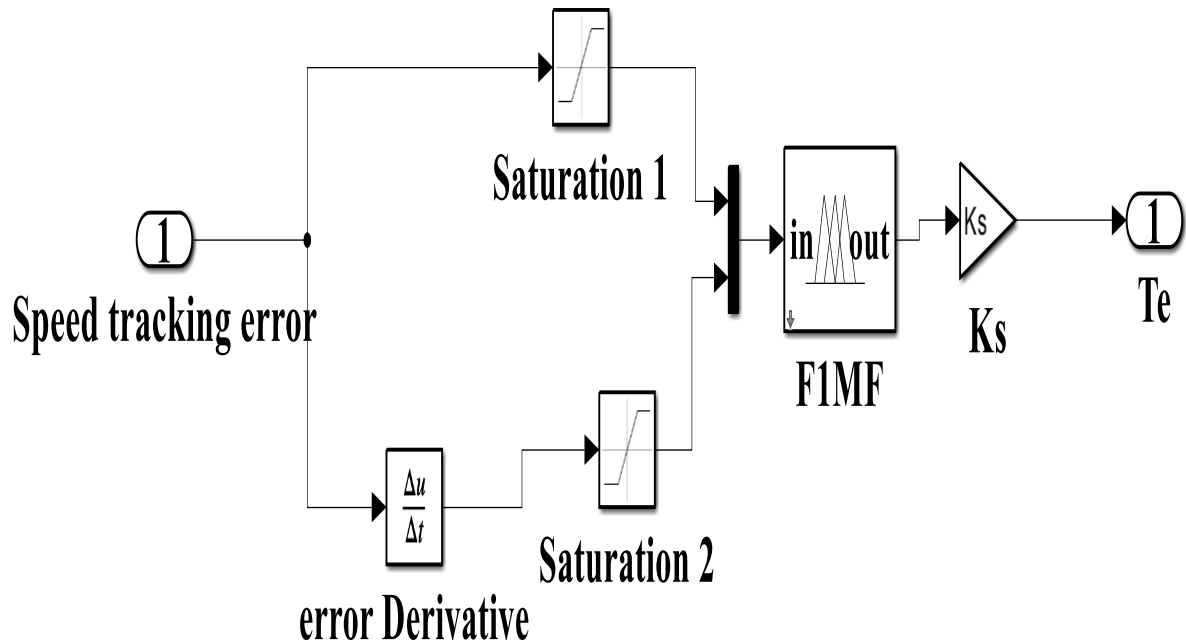 Saturation 1
1
Speed tracking error
in out
F1MF
Ks
Ks
1
Te
Δu
Δt
error Derivative
Saturation 2